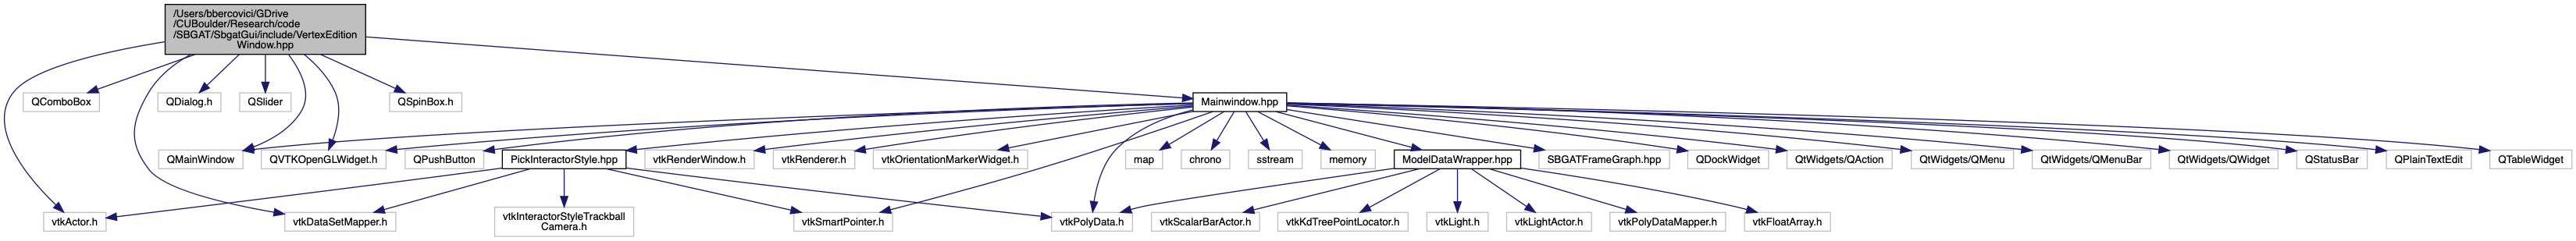 /Users/bbercovici/GDrive
/CUBoulder/Research/code
/SBGAT/SbgatGui/include/VertexEdition
Window.hpp
QComboBox
QDialog.h
QSlider
QSpinBox.h
Mainwindow.hpp
QMainWindow
QVTKOpenGLWidget.h
QPushButton
PickInteractorStyle.hpp
vtkRenderWindow.h
vtkRenderer.h
vtkOrientationMarkerWidget.h
map
chrono
sstream
memory
ModelDataWrapper.hpp
SBGATFrameGraph.hpp
QDockWidget
QtWidgets/QAction
QtWidgets/QMenu
QtWidgets/QMenuBar
QtWidgets/QWidget
QStatusBar
QPlainTextEdit
QTableWidget
vtkActor.h
vtkDataSetMapper.h
vtkInteractorStyleTrackball
Camera.h
vtkSmartPointer.h
vtkPolyData.h
vtkScalarBarActor.h
vtkKdTreePointLocator.h
vtkLight.h
vtkLightActor.h
vtkPolyDataMapper.h
vtkFloatArray.h